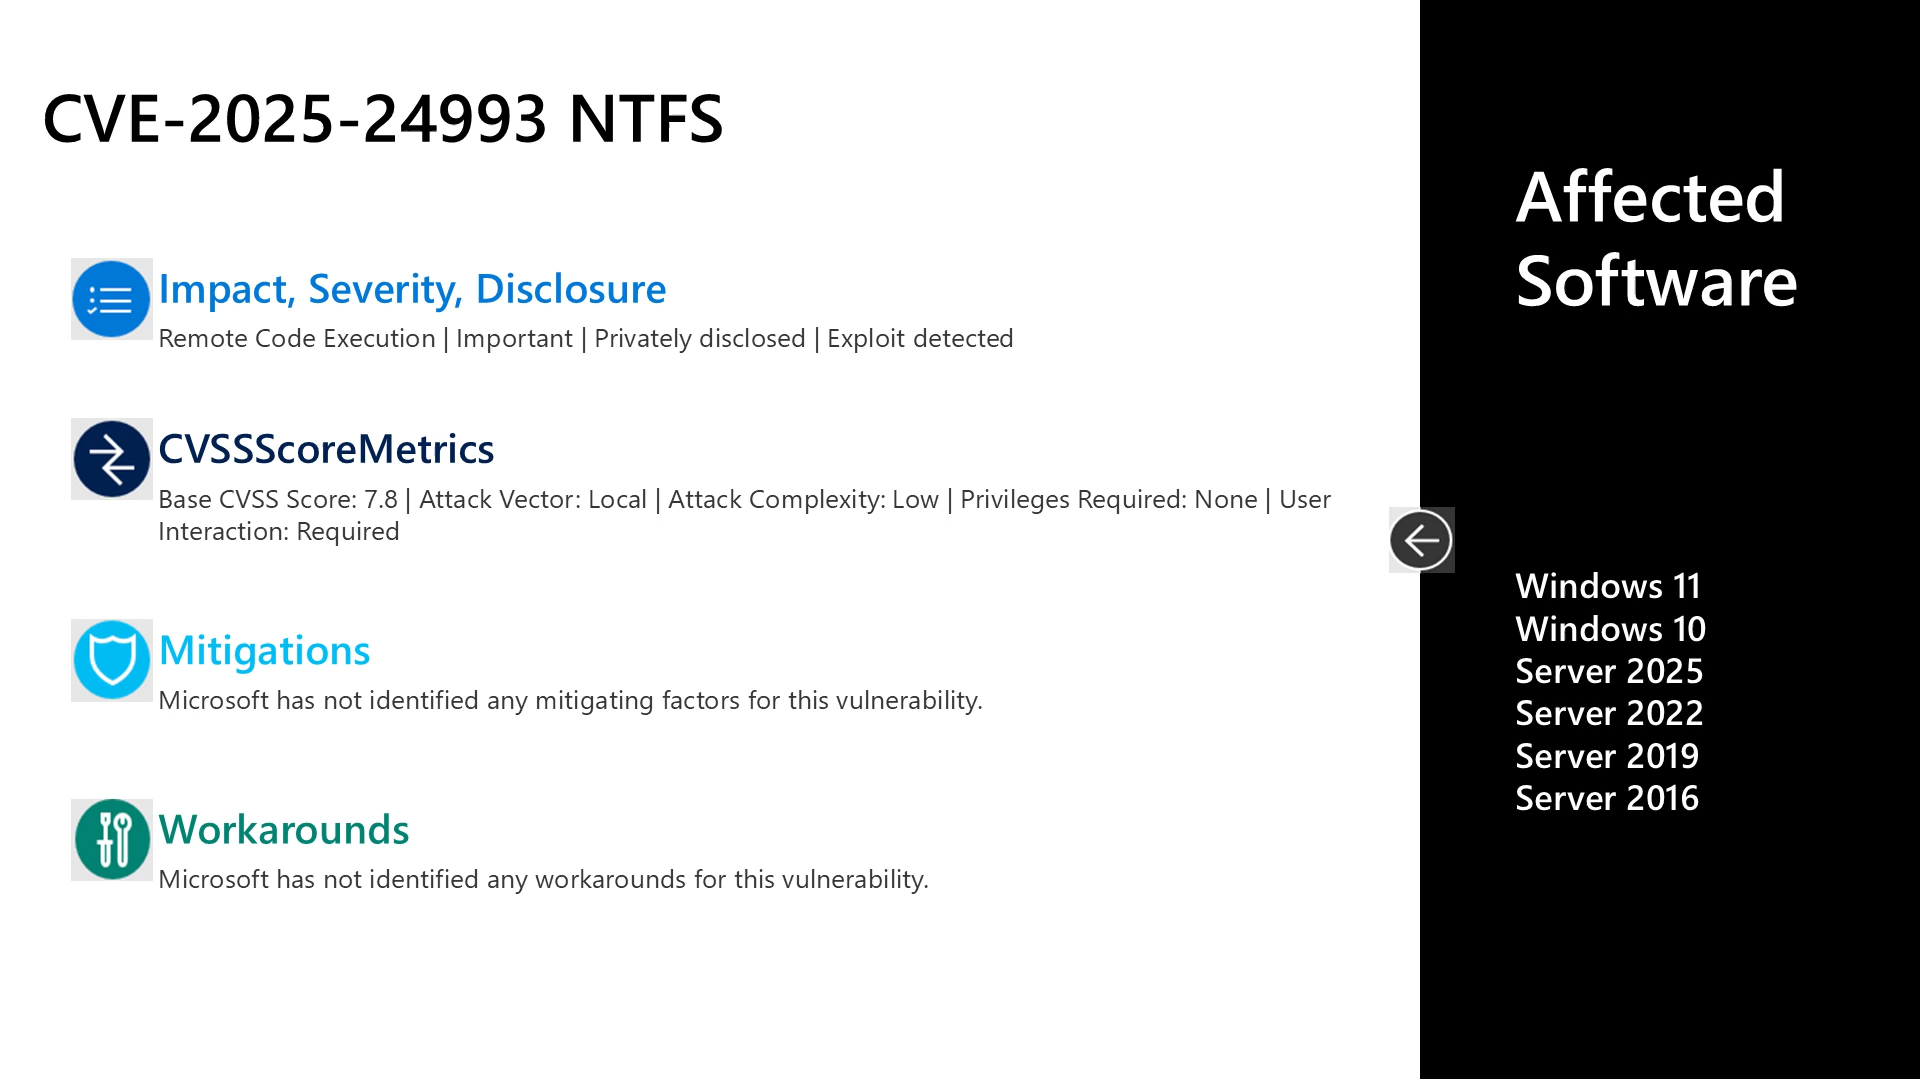 CVE-2025-24993 NTFS
Impact, Severity, Disclosure
Remote Code Execution | Important | Privately disclosed | Exploit detected
CVSSScoreMetrics
Base CVSS Score: 7.8 | Attack Vector: Local | Attack Complexity: Low | Privileges Required: None | User
Interaction: Required
Mitigations
Microsoft has not identified any mitigating factors for this vulnerability.
Workarounds
Microsoft has not identified any workarounds for this vulnerability.
Affected
Software
Windows 11
Windows 10
Server 2025
Server 2022
Server 2019
Server 2016